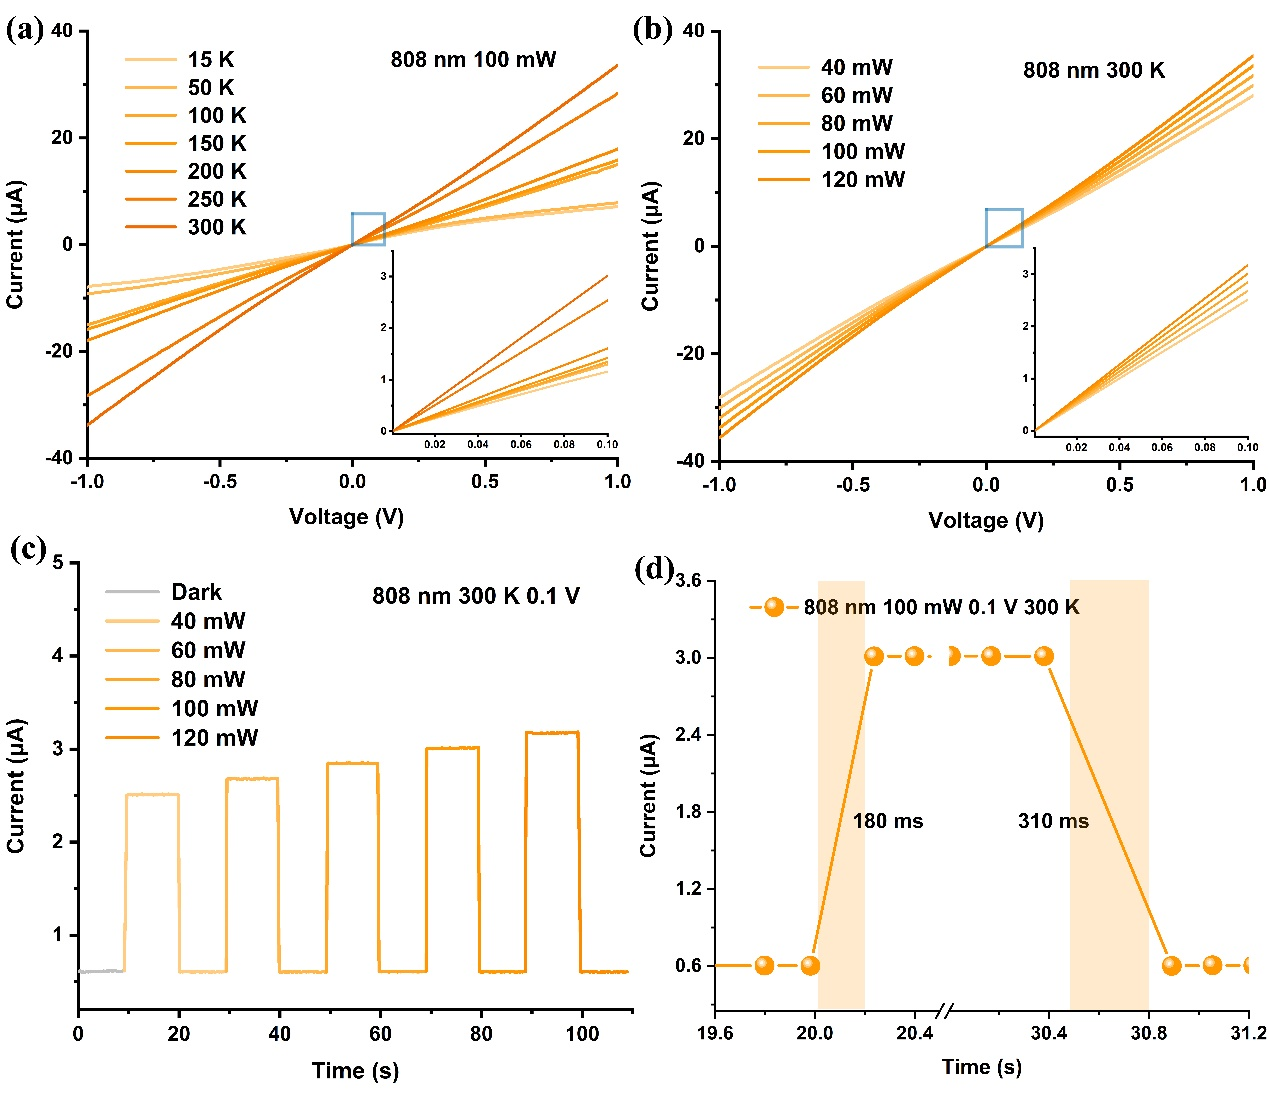 (a)
808 nm 100 mW
15 K
50 K
100 K
150 K
200 K
250 K
300 K
40
20
0
-20
-40
Current (μA)
-1.0
-0.5
0.0
0.5
1.0
Voltage (V)
3
2
1
0
0.02
0.04
0.06
0.08
0.10
(b)
808 nm 300 K
40 mW
60 mW
80 mW
100 mW
120 mW
40
20
0
-20
-40
Current (μA)
-1.0
-0.5
0.0
0.5
1.0
Voltage (V)
3
2
1
0
0.02
0.04
0.06
0.08
0.10
(c)
808 nm 300 K 0.1 V
Dark
40 mW
60 mW
80 mW
100 mW
120 mW
5
4
3
2
1
Current (μA)
0
20
40
60
80
100
Time (s)
(d)
808 nm 100 mW 0.1 V 300 K
180 ms
310 ms
3.6
3.0
2.4
1.8
1.2
0.6
Current (μA)
19.6
20.0
20.4
30.4
30.8
31.2
Time (s)